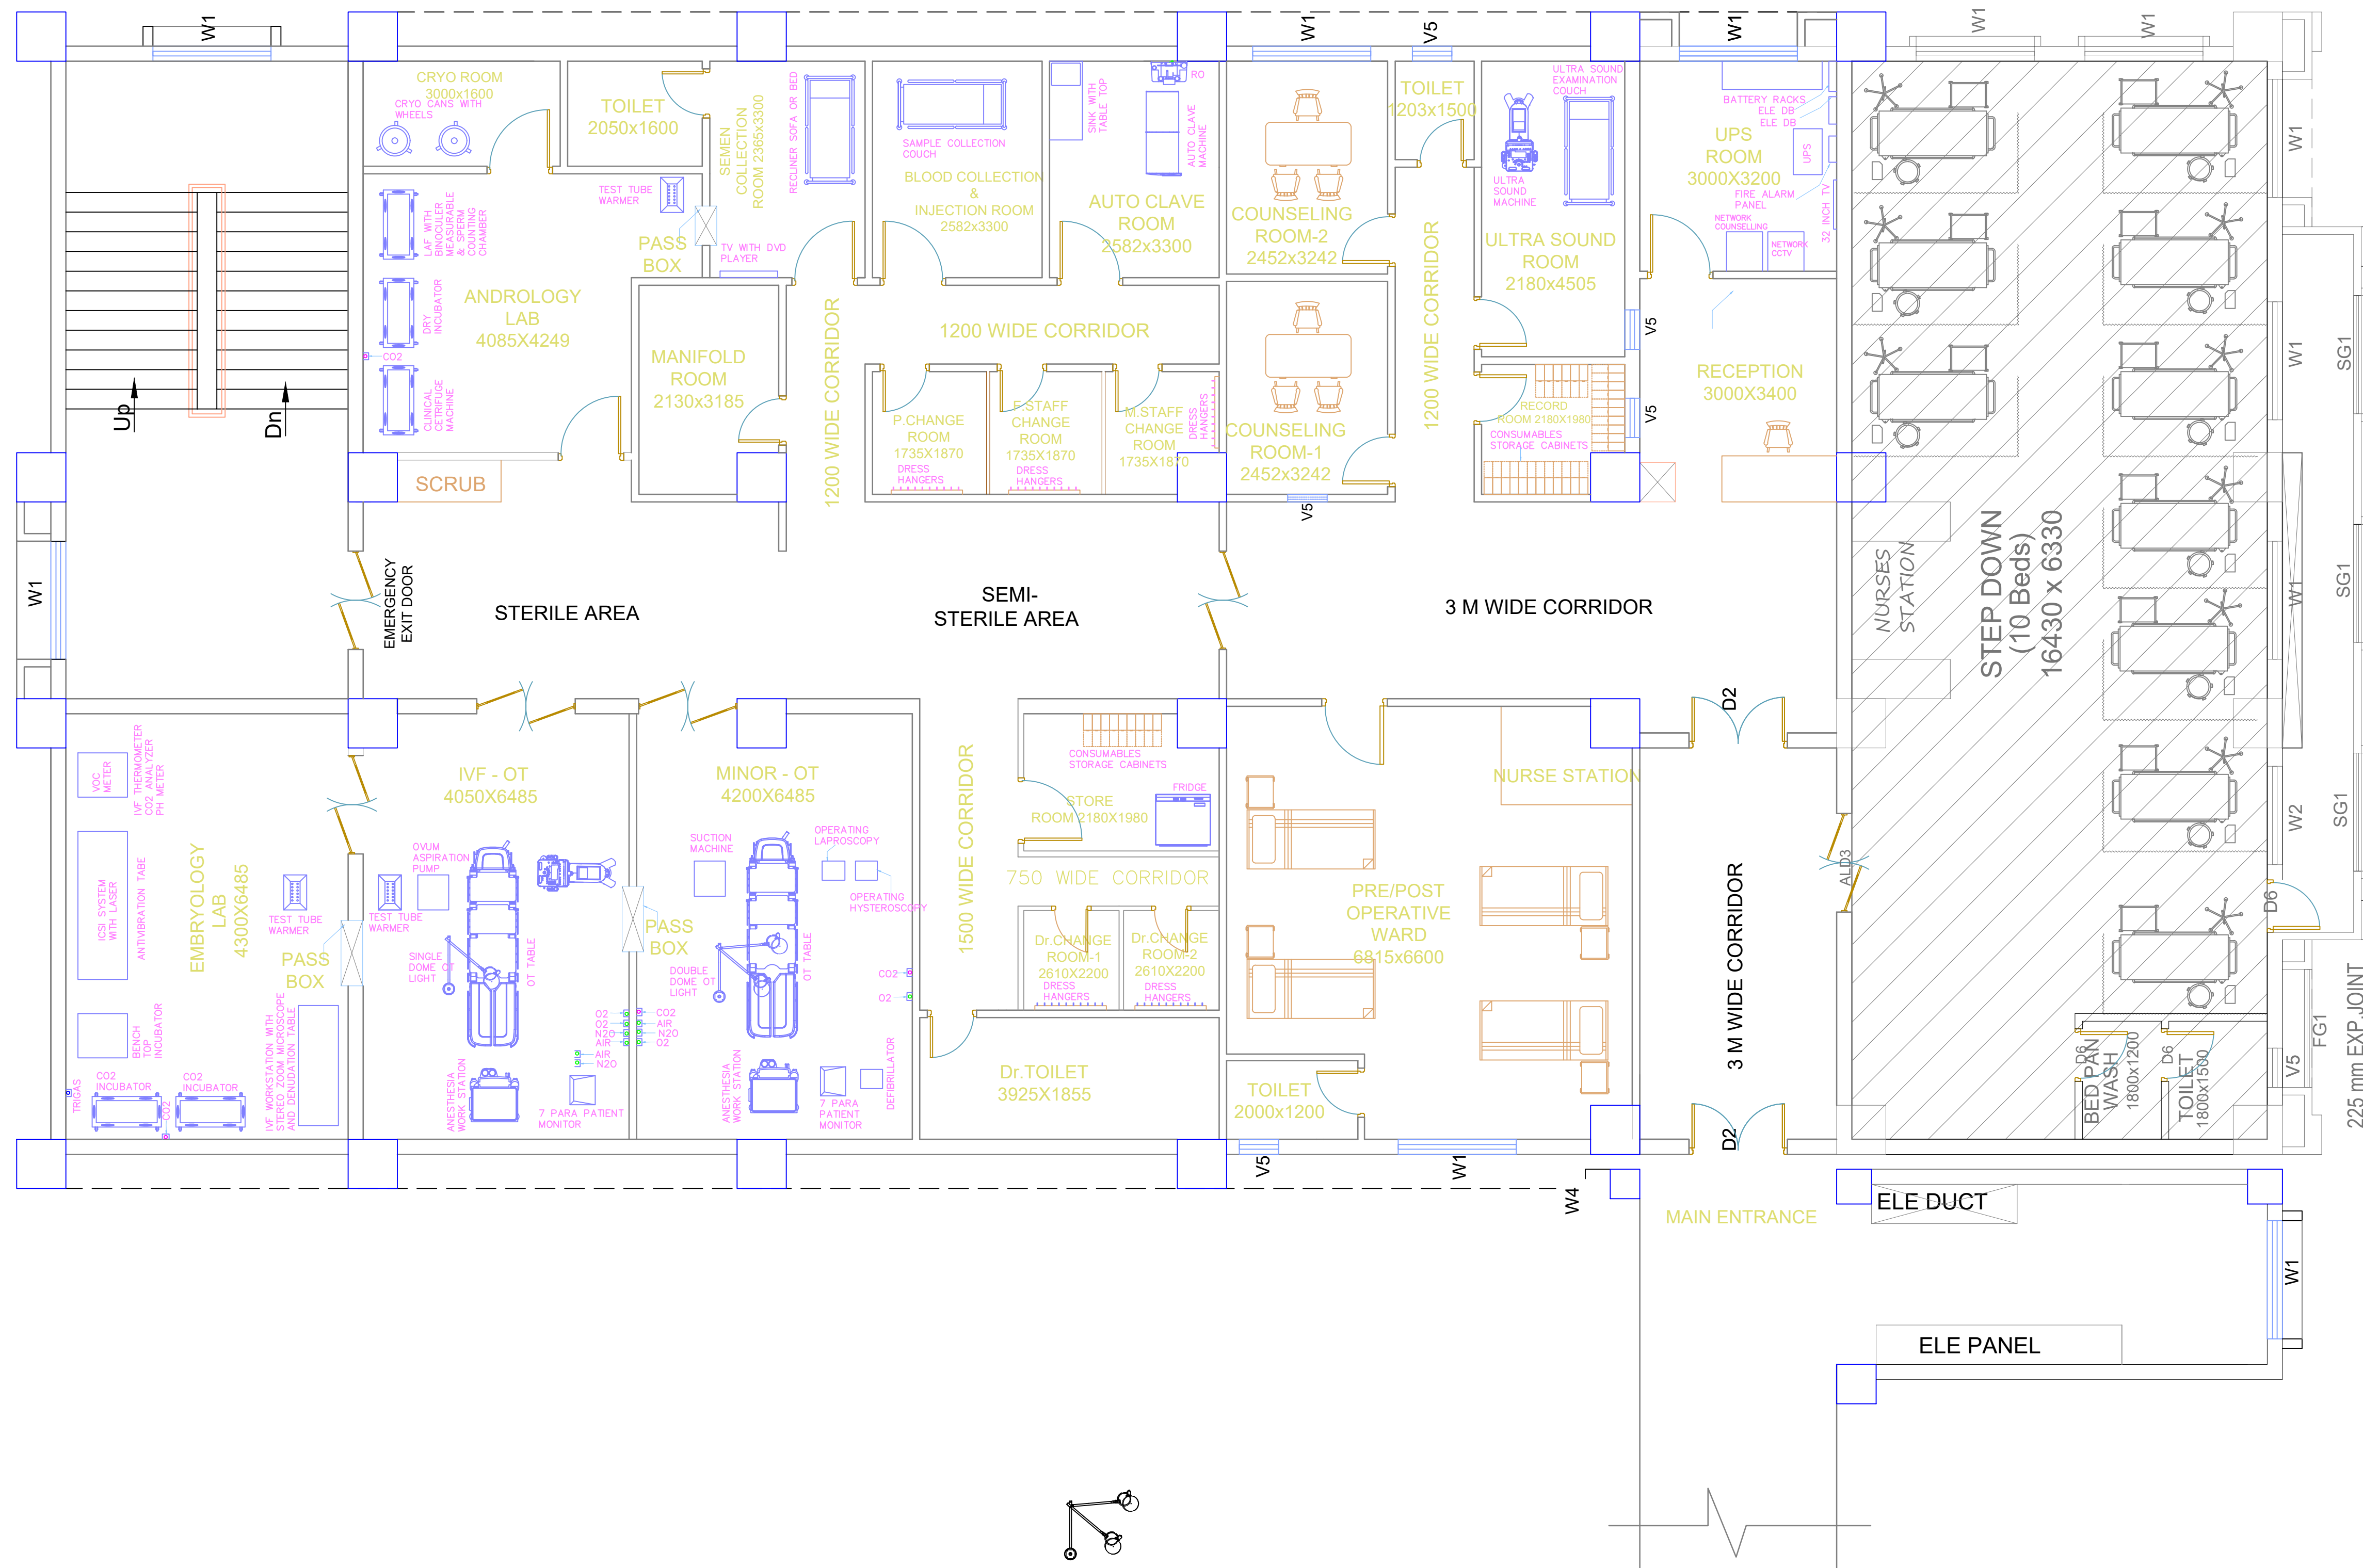 W1
W1
V5
W1
W1
W1
CRYO ROOM
3000x1600
CRYO CANS WITH
WHEELS
TOILET
2050x1600
SEMEN
COLLECTION
ROOM 2365x3300
RECLINER SOFA OR BED
SAMPLE COLLECTION
COUCH
BLOOD COLLECTION
&
INJECTION ROOM
2582x3300
SINK WITH
TABLE TOP
RO
AUTO CLAVE
MACHINE
AUTO CLAVE
ROOM
2582x3300
COUNSELING
ROOM-2
2452x3242
TOILET
1203x1500
ULTRA SOUND
EXAMINATION
COUCH
ULTRA
SOUND
MACHINE
ULTRA SOUND
ROOM
2180x4505
BATTERY RACKS
ELE DB
ELE DB
UPS
ROOM
3000X3200
UPS
FIRE ALARM
PANEL
NETWORK
COUNSELLING
NETWORK
CCTV
32 INCH TV
TEST TUBE
WARMER
LAF WITH
BINOCULER
MEASURABLE
& SPERM
COUNTING
CHAMBER
PASS
BOX
TV WITH DVD
PLAYER
ANDROLOGY
LAB
4085X4249
DRY
INCUBATOR
CO2
CLINICAL
CETRIFUGE
MACHINE
MANIFOLD
ROOM
2130x3185
1200 WIDE CORRIDOR
1200 WIDE CORRIDOR
1200 WIDE CORRIDOR
P.CHANGE
ROOM
1735X1870
DRESS
HANGERS
F.STAFF
CHANGE
ROOM
1735X1870
DRESS
HANGERS
M.STAFF
CHANGE
ROOM
1735X1870
DRESS
HANGERS
COUNSELING
ROOM-1
2452x3242
V5
RECORD
ROOM 2180X1980
CONSUMABLES
STORAGE CABINETS
V5
V5
RECEPTION
3000X3400
Up
Dn
SCRUB
W1
EMERGENCY
EXIT DOOR
STERILE AREA
SEMI-
STERILE AREA
3 M WIDE CORRIDOR
NURSES
STATION
STEP DOWN
(10 Beds)
16430 x 6330
W1
W1
W1
W2
SG1
SG1
SG1
VOC
METER
IVF THERMOMETER
CO2 ANALYZER
PH METER
ICSI SYSTEM
WITH LASER
ANTIVIBRATION TABE
EMBRYOLOGY
LAB
4300X6485
TEST TUBE
WARMER
PASS
BOX
BENCH
TOP
INCUBATOR
IVF WORKSTATION WITH
STEREO ZOOM MICROSCOPE
AND DENUDATION TABLE
TRIGAS
CO2
INCUBATOR
CO2
CO2
INCUBATOR
IVF - OT
4050X6485
OVUM
ASPIRATION
PUMP
TEST TUBE
WARMER
SINGLE
DOME OT
LIGHT
OT TABLE
ANESTHESIA
WORK STATION
O2
O2
N2O
AIR
AIR
N2O
7 PARA PATIENT
MONITOR
PASS
BOX
MINOR - OT
4200X6485
SUCTION
MACHINE
OPERATING
LAPROSCOPY
OPERATING
HYSTEROSCOPY
DOUBLE
DOME OT
LIGHT
OT TABLE
CO2
O2
CO2
AIR
N2O
O2
ANESTHESIA
WORK STATION
7 PARA
PATIENT
MONITOR
DEFIBRILLATOR
1500 WIDE CORRIDOR
CONSUMABLES
STORAGE CABINETS
STORE
ROOM 2180X1980
FRIDGE
750 WIDE CORRIDOR
Dr.CHANGE
ROOM-1
2610X2200
DRESS
HANGERS
Dr.CHANGE
ROOM-2
2610X2200
DRESS
HANGERS
Dr.TOILET
3925X1855
NURSE STATION
PRE/POST
OPERATIVE
WARD
6815x6600
TOILET
2000x1200
V5
W1
W4
D2
3 M WIDE CORRIDOR
D2
ALD3
D6
BED PAN
WASH
1800x1200
D6
TOILET
1800x1500
D6
V5
FG1
225 mm EXP.JOINT
MAIN ENTRANCE
ELE DUCT
W1
ELE PANEL